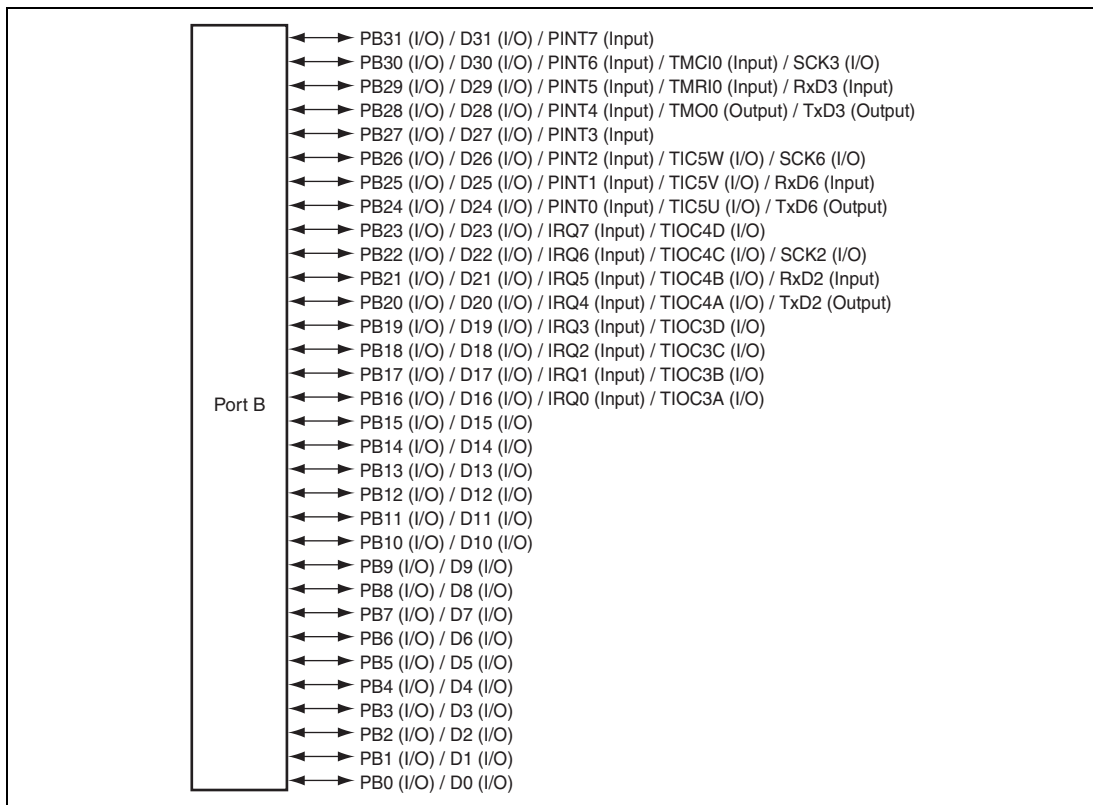 PB31 (I/O) / D31 (I/O) / PINT7 (Input)
PB30 (I/O) / D30 (I/O) / PINT6 (Input) / TMCI0 (Input) / SCK3 (I/O)
PB29 (I/O) / D29 (I/O) / PINT5 (Input) / TMRI0 (Input) / RxD3 (Input)
PB28 (I/O) / D28 (I/O) / PINT4 (Input) / TMO0 (Output) / TxD3 (Output)
PB27 (I/O) / D27 (I/O) / PINT3 (Input)
PB26 (I/O) / D26 (I/O) / PINT2 (Input) / TIC5W (I/O) / SCK6 (I/O)
PB25 (I/O) / D25 (I/O) / PINT1 (Input) / TIC5V (I/O) / RxD6 (Input)
PB24 (I/O) / D24 (I/O) / PINT0 (Input) / TIC5U (I/O) / TxD6 (Output)
PB23 (I/O) / D23 (I/O) / IRQ7 (Input) / TIOC4D (I/O)
PB22 (I/O) / D22 (I/O) / IRQ6 (Input) / TIOC4C (I/O) / SCK2 (I/O)
PB21 (I/O) / D21 (I/O) / IRQ5 (Input) / TIOC4B (I/O) / RxD2 (Input)
PB20 (I/O) / D20 (I/O) / IRQ4 (Input) / TIOC4A (I/O) / TxD2 (Output)
PB19 (I/O) / D19 (I/O) / IRQ3 (Input) / TIOC3D (I/O)
PB18 (I/O) / D18 (I/O) / IRQ2 (Input) / TIOC3C (I/O)
PB17 (I/O) / D17 (I/O) / IRQ1 (Input) / TIOC3B (I/O)
PB16 (I/O) / D16 (I/O) / IRQ0 (Input) / TIOC3A (I/O)
Port B
PB15 (I/O) / D15 (I/O)
PB14 (I/O) / D14 (I/O)
PB13 (I/O) / D13 (I/O)
PB12 (I/O) / D12 (I/O)
PB11 (I/O) / D11 (I/O)
PB10 (I/O) / D10 (I/O)
PB9 (I/O) / D9 (I/O)
PB8 (I/O) / D8 (I/O)
PB7 (I/O) / D7 (I/O)
PB6 (I/O) / D6 (I/O)
PB5 (I/O) / D5 (I/O)
PB4 (I/O) / D4 (I/O)
PB3 (I/O) / D3 (I/O)
PB2 (I/O) / D2 (I/O)
PB1 (I/O) / D1 (I/O)
PB0 (I/O) / D0 (I/O)